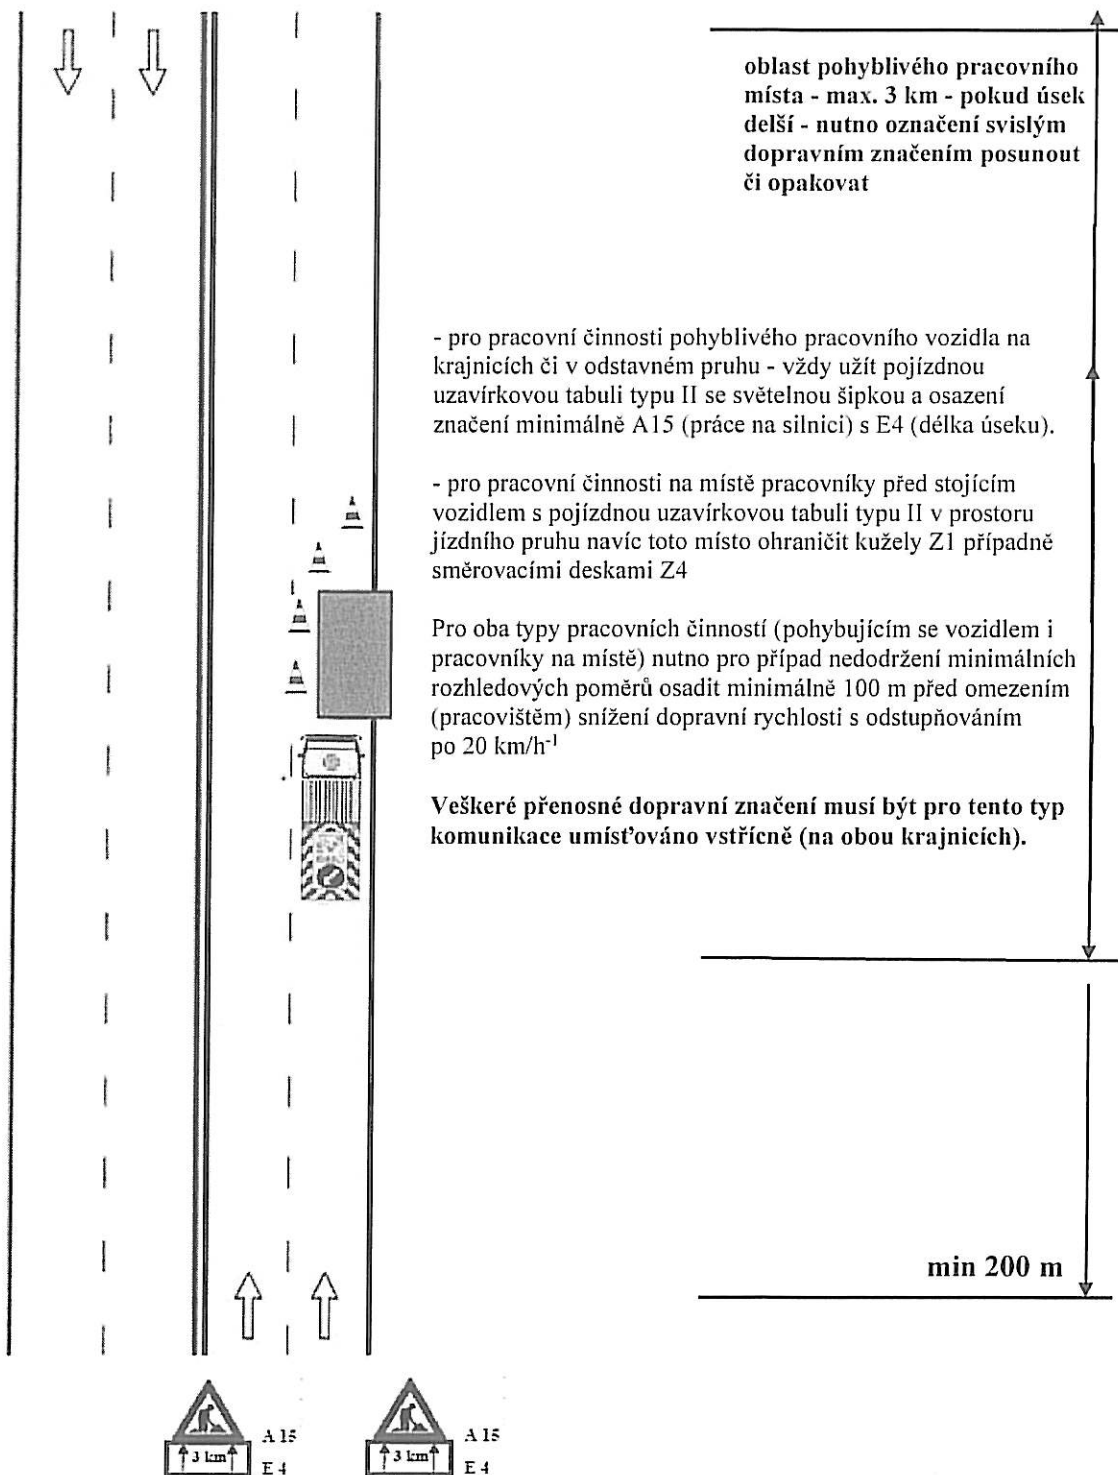 oblast pohyblivého pracovního
místa - max. 3 km - pokud úsek
delší - nutno označení svislým
dopravním značením posunout
či opakovat
- pro pracovní činnosti pohyblivého pracovního vozidla na
krajnicích či v odstavném pruhu - vždy užít pojízdnou
uzavírkovou tabuli typu II se světelnou šipkou a osazení
značení minimálně A15 (práce na silnici) s E4 (délka úseku).
- pro pracovní činnosti na místě pracovníky před stojícím
vozidlem s pojízdnou uzavírkovou tabuli typu II v prostoru
jízdního pruhu navíc toto místo ohraničit kužely Z1 případně
směrovacími deskami Z4
Pro oba typy pracovních činností (pohybujícím se vozidlem i
pracovníky na místě) nutno pro případ nedodržení minimálních
rozhledových poměrů osadit minimálně 100 m před omezením
(pracovištěm) snížení dopravní rychlosti s odstupňováním
po 20 km/h⁻¹
Veškeré přenosné dopravní značení musí být pro tento typ
komunikace umísťováno vstřícně (na obou krajnicích).
min 200 m
A 15
3 km
E 4
A 15
3 km
E 4